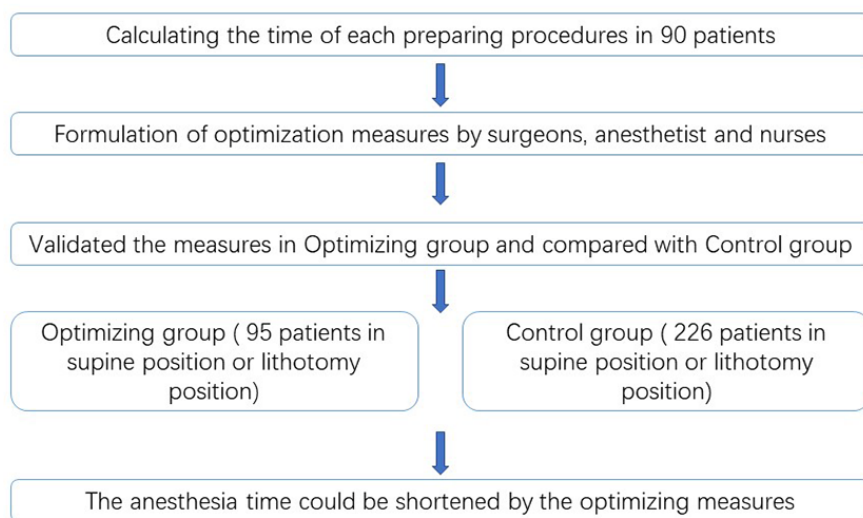 Calculating the time of each preparing procedures in 90 patients
Formulation of optimization measures by surgeons, anesthetist and nurses
Validated the measures in Optimizing group and compared with Control group
Optimizing group ( 95 patients in
supine position or lithotomy
position)
Control group ( 226 patients in
supine position or lithotomy
position)
The anesthesia time could be shortened by the optimizing measures